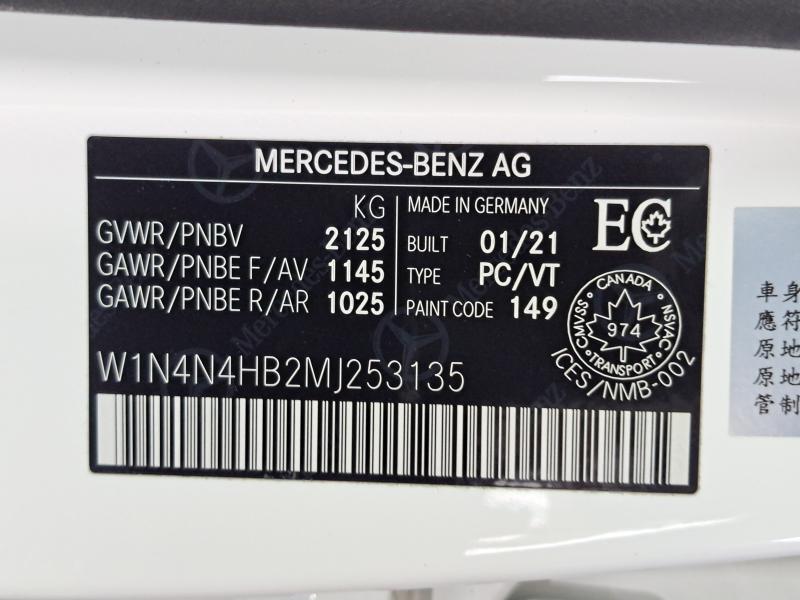 MERCEDES-BENZ AG
KG
GVWR/PNBV 2125
GAWR/PNBE F/AV 1145
GAWR/PNBE R/AR 1025
MADE IN GERMANY
BUILT 01/21
TYPE PC/VT
PAINT CODE 149
EC
CANADA
CMVSS 974 NSVAC
TRANSPORT
ICES/NMB-002
W1N4N4HB2MJ253135
車身
應符
原地
原地
管制
Mercedes-Benz